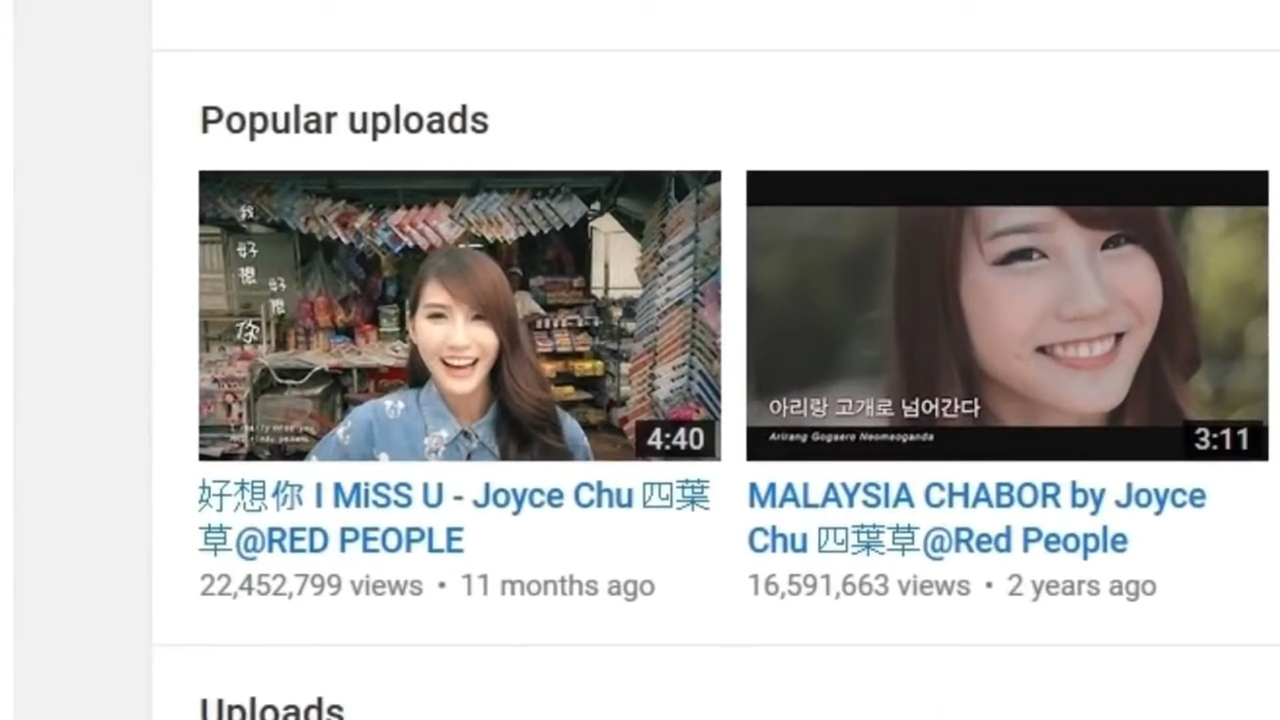 Popular uploads
我
好
想 好
想
你
4:40
아리랑 고개로 넘어간다
Arirang Gogaero Neomeoganda
3:11
好想你 I MiSS U - Joyce Chu 四葉
草@RED PEOPLE
22,452,799 views • 11 months ago
MALAYSIA CHABOR by Joyce
Chu 四葉草@Red People
16,591,663 views • 2 years ago
Uploads